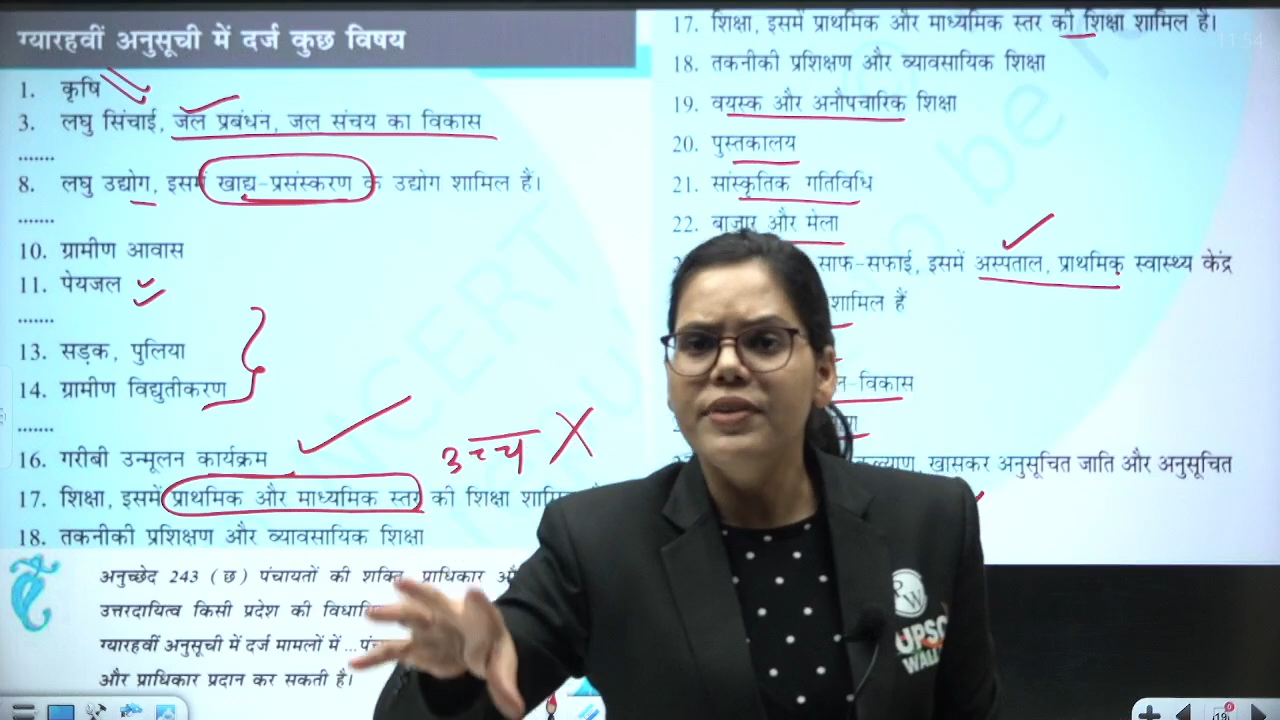 ग्यारहवीं अनुसूची में दर्ज कुछ विषय
1. कृषि
3. लघु सिंचाई, जल प्रबंधन, जल संचय का विकास
.......
8. लघु उद्योग, इसमें खाद्य-प्रसंस्करण के उद्योग शामिल हैं।
.......
10. ग्रामीण आवास
11. पेयजल
.......
13. सड़क, पुलिया
14. ग्रामीण विद्युतीकरण
.......
उच्च X
16. गरीबी उन्मूलन कार्यक्रम
17. शिक्षा, इसमें प्राथमिक और माध्यमिक स्तर की शिक्षा
18. तकनीकी प्रशिक्षण और व्यावसायिक शिक्षा
अनुच्छेद 243 (छ) पंचायतों की शक्ति, प्राधिकार
उत्तरदायित्व किसी प्रदेश की
ग्यारहवीं अनुसूची में दर्ज मामलों में ...
और प्राधिकार प्रदान कर सकती है।
17. शिक्षा, इसमें प्राथमिक और माध्यमिक स्तर की शिक्षा शामिल है।
11:54
18. तकनीकी प्रशिक्षण और व्यावसायिक शिक्षा
19. वयस्क और अनौपचारिक शिक्षा
20. पुस्तकालय
21. सांस्कृतिक गतिविधि
22. बाज़ार और मेला
साफ-सफाई, इसमें अस्पताल, प्राथमिक स्वास्थ्य केंद्र
शामिल हैं
-विकास
खासकर अनुसूचित जाति और अनुसूचित
PW
UPSC
WALLAH
19